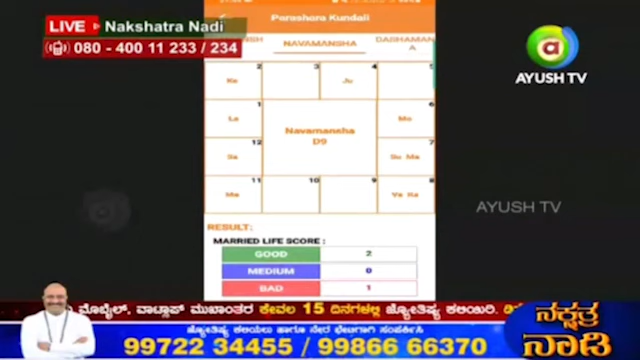 LIVE Nakshatra Nadi
080 - 400 11 233 / 234
Parashara Kundali
NAVAMANSHA
DASHAMAN
A
AYUSH TV
2 3 4 5
Ke Ju
1 6
La Mo
Navamansha
D9
12 7
Sa Su Ma
11 10 9 8
Ma
AYUSH TV
RESULT:
MARRIED LIFE SCORE :
GOOD 2
MEDIUM 0
BAD 1
ಮೊಬೈಲ್, ವಾಟ್ಸಾಪ್ ಮುಖಾಂತರ ಕೇವಲ 15 ದಿನಗಳಲ್ಲಿ ಜ್ಯೋತಿಷ್ಯ ಕಲಿಯಿರಿ.
ಜ್ಯೋತಿಷ್ಯ ಕಲಿಯಲು ಹಾಗೂ ನೇರ ಭೇಟಿಗಾಗಿ ಸಂಪರ್ಕಿಸಿ
99722 34455 / 99866 66370
ನಕ್ಷತ್ರ
ನಾಡಿ